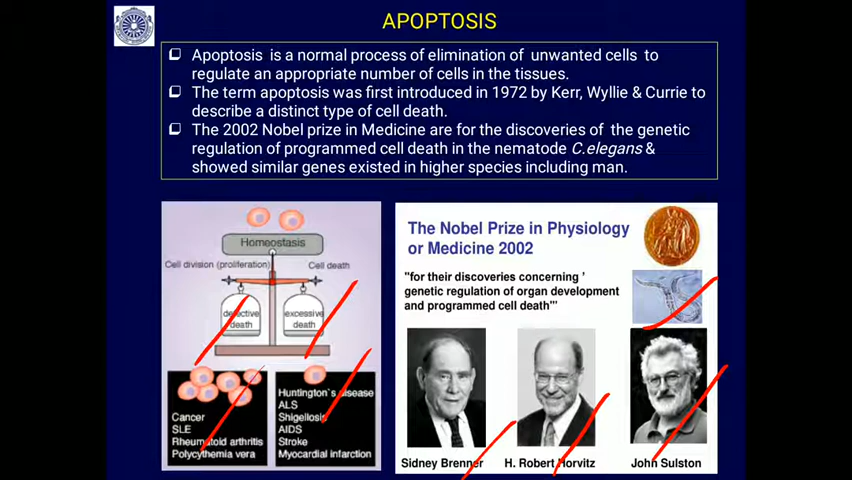 APOPTOSIS
Apoptosis is a normal process of elimination of unwanted cells to
regulate an appropriate number of cells in the tissues.
The term apoptosis was first introduced in 1972 by Kerr, Wyllie & Currie to
describe a distinct type of cell death.
The 2002 Nobel prize in Medicine are for the discoveries of the genetic
regulation of programmed cell death in the nematode C.elegans &
showed similar genes existed in higher species including man.
Homeostasis
Cell division (proliferation)
Cell death
defective
death
excessive
death
Cancer
SLE
Rheumatoid arthritis
Polycythemia vera
Huntington`s disease
ALS
Shigellosis
AIDS
Stroke
Myocardial infarction
The Nobel Prize in Physiology
or Medicine 2002
"for their discoveries concerning '
genetic regulation of organ development
and programmed cell death'"
Sidney Brenner
H. Robert Horvitz
John Sulston